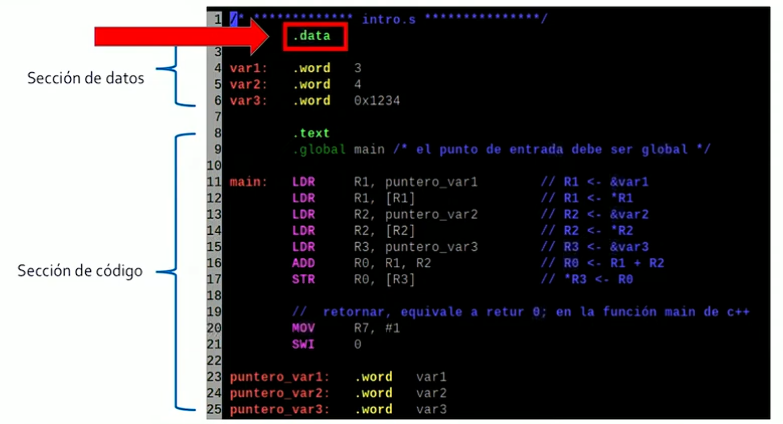 1 /* ************* intro.s ***************/
.data
3
Sección de datos
4 var1: .word 3
5 var2: .word 4
6 var3: .word 0x1234
7
8 .text
9 .global main /* el punto de entrada debe ser global */
10
11 main: LDR R1, puntero_var1 // R1 <- &var1
12 LDR R1, [R1] // R1 <- *R1
13 LDR R2, puntero_var2 // R2 <- &var2
14 LDR R2, [R2] // R2 <- *R2
15 LDR R3, puntero_var3 // R3 <- &var3
Sección de código
16 ADD R0, R1, R2 // R0 <- R1 + R2
17 STR R0, [R3] // *R3 <- R0
18
19 // retornar, equivale a retur 0; en la función main de c++
20 MOV R7, #1
21 SWI 0
22
23 puntero_var1: .word var1
24 puntero_var2: .word var2
25 puntero_var3: .word var3